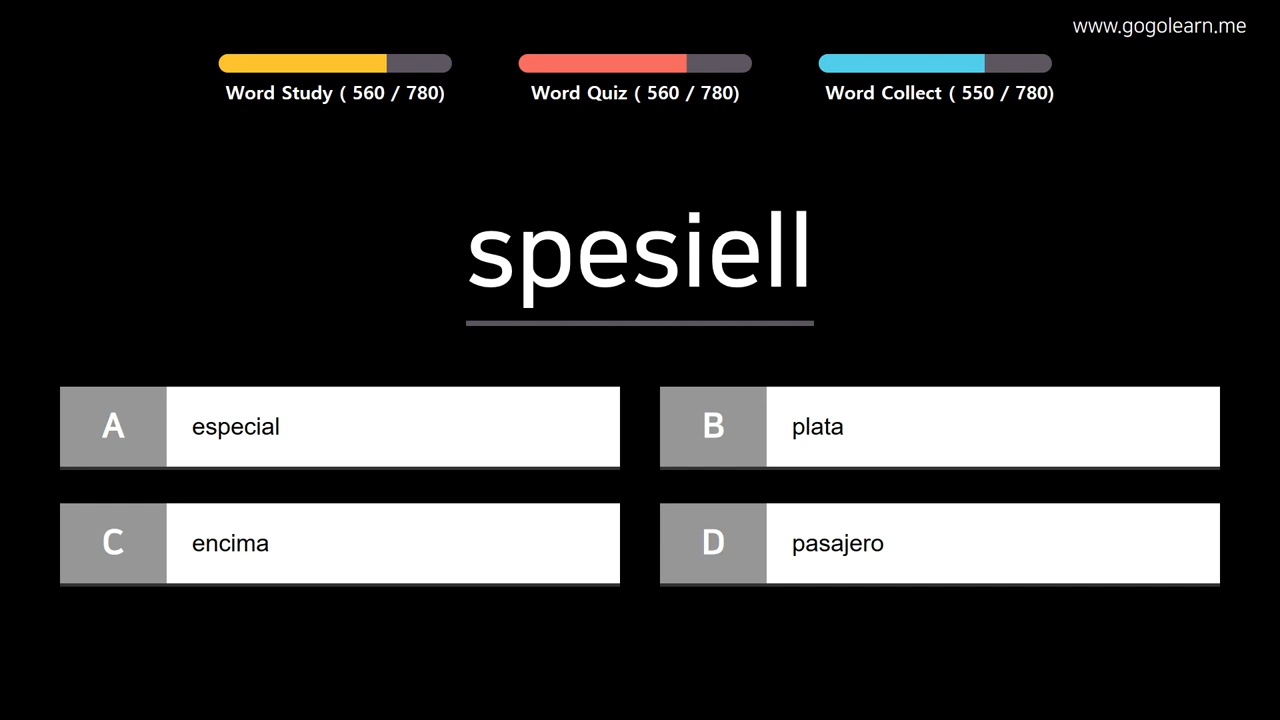 www.gogolearn.me
Word Study ( 560 / 780)
Word Quiz ( 560 / 780)
Word Collect ( 550 / 780)
spesiell
A especial
B plata
C encima
D pasajero